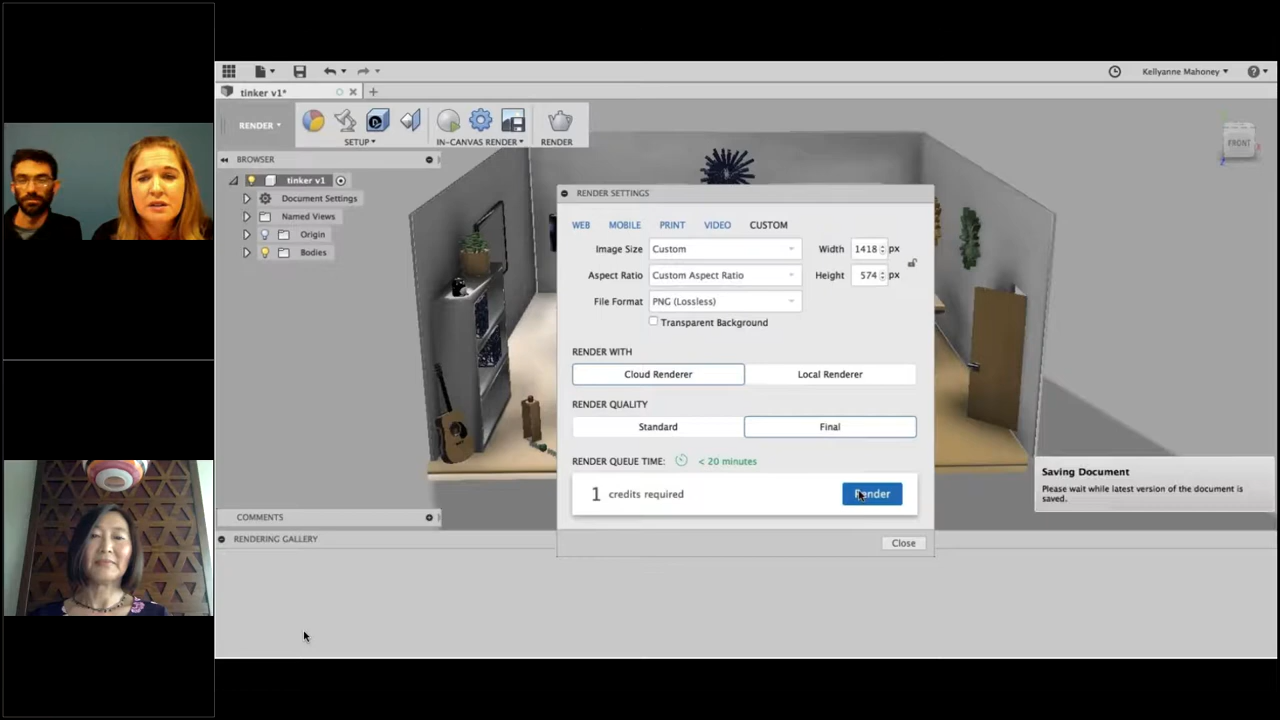 Kellyanne Mahoney
tinker v1*
RENDER
SETUP
IN-CANVAS RENDER
RENDER
BROWSER
tinker v1
Document Settings
Named Views
Origin
Bodies
FRONT
RENDER SETTINGS
WEB MOBILE PRINT VIDEO CUSTOM
Image Size Custom Width 1418 px
Aspect Ratio Custom Aspect Ratio Height 574 px
File Format PNG (Lossless)
Transparent Background
RENDER WITH
Cloud Renderer Local Renderer
RENDER QUALITY
Standard Final
RENDER QUEUE TIME: < 20 minutes
1 credits required Render
Close
Saving Document
Please wait while latest version of the document is
saved.
COMMENTS
RENDERING GALLERY